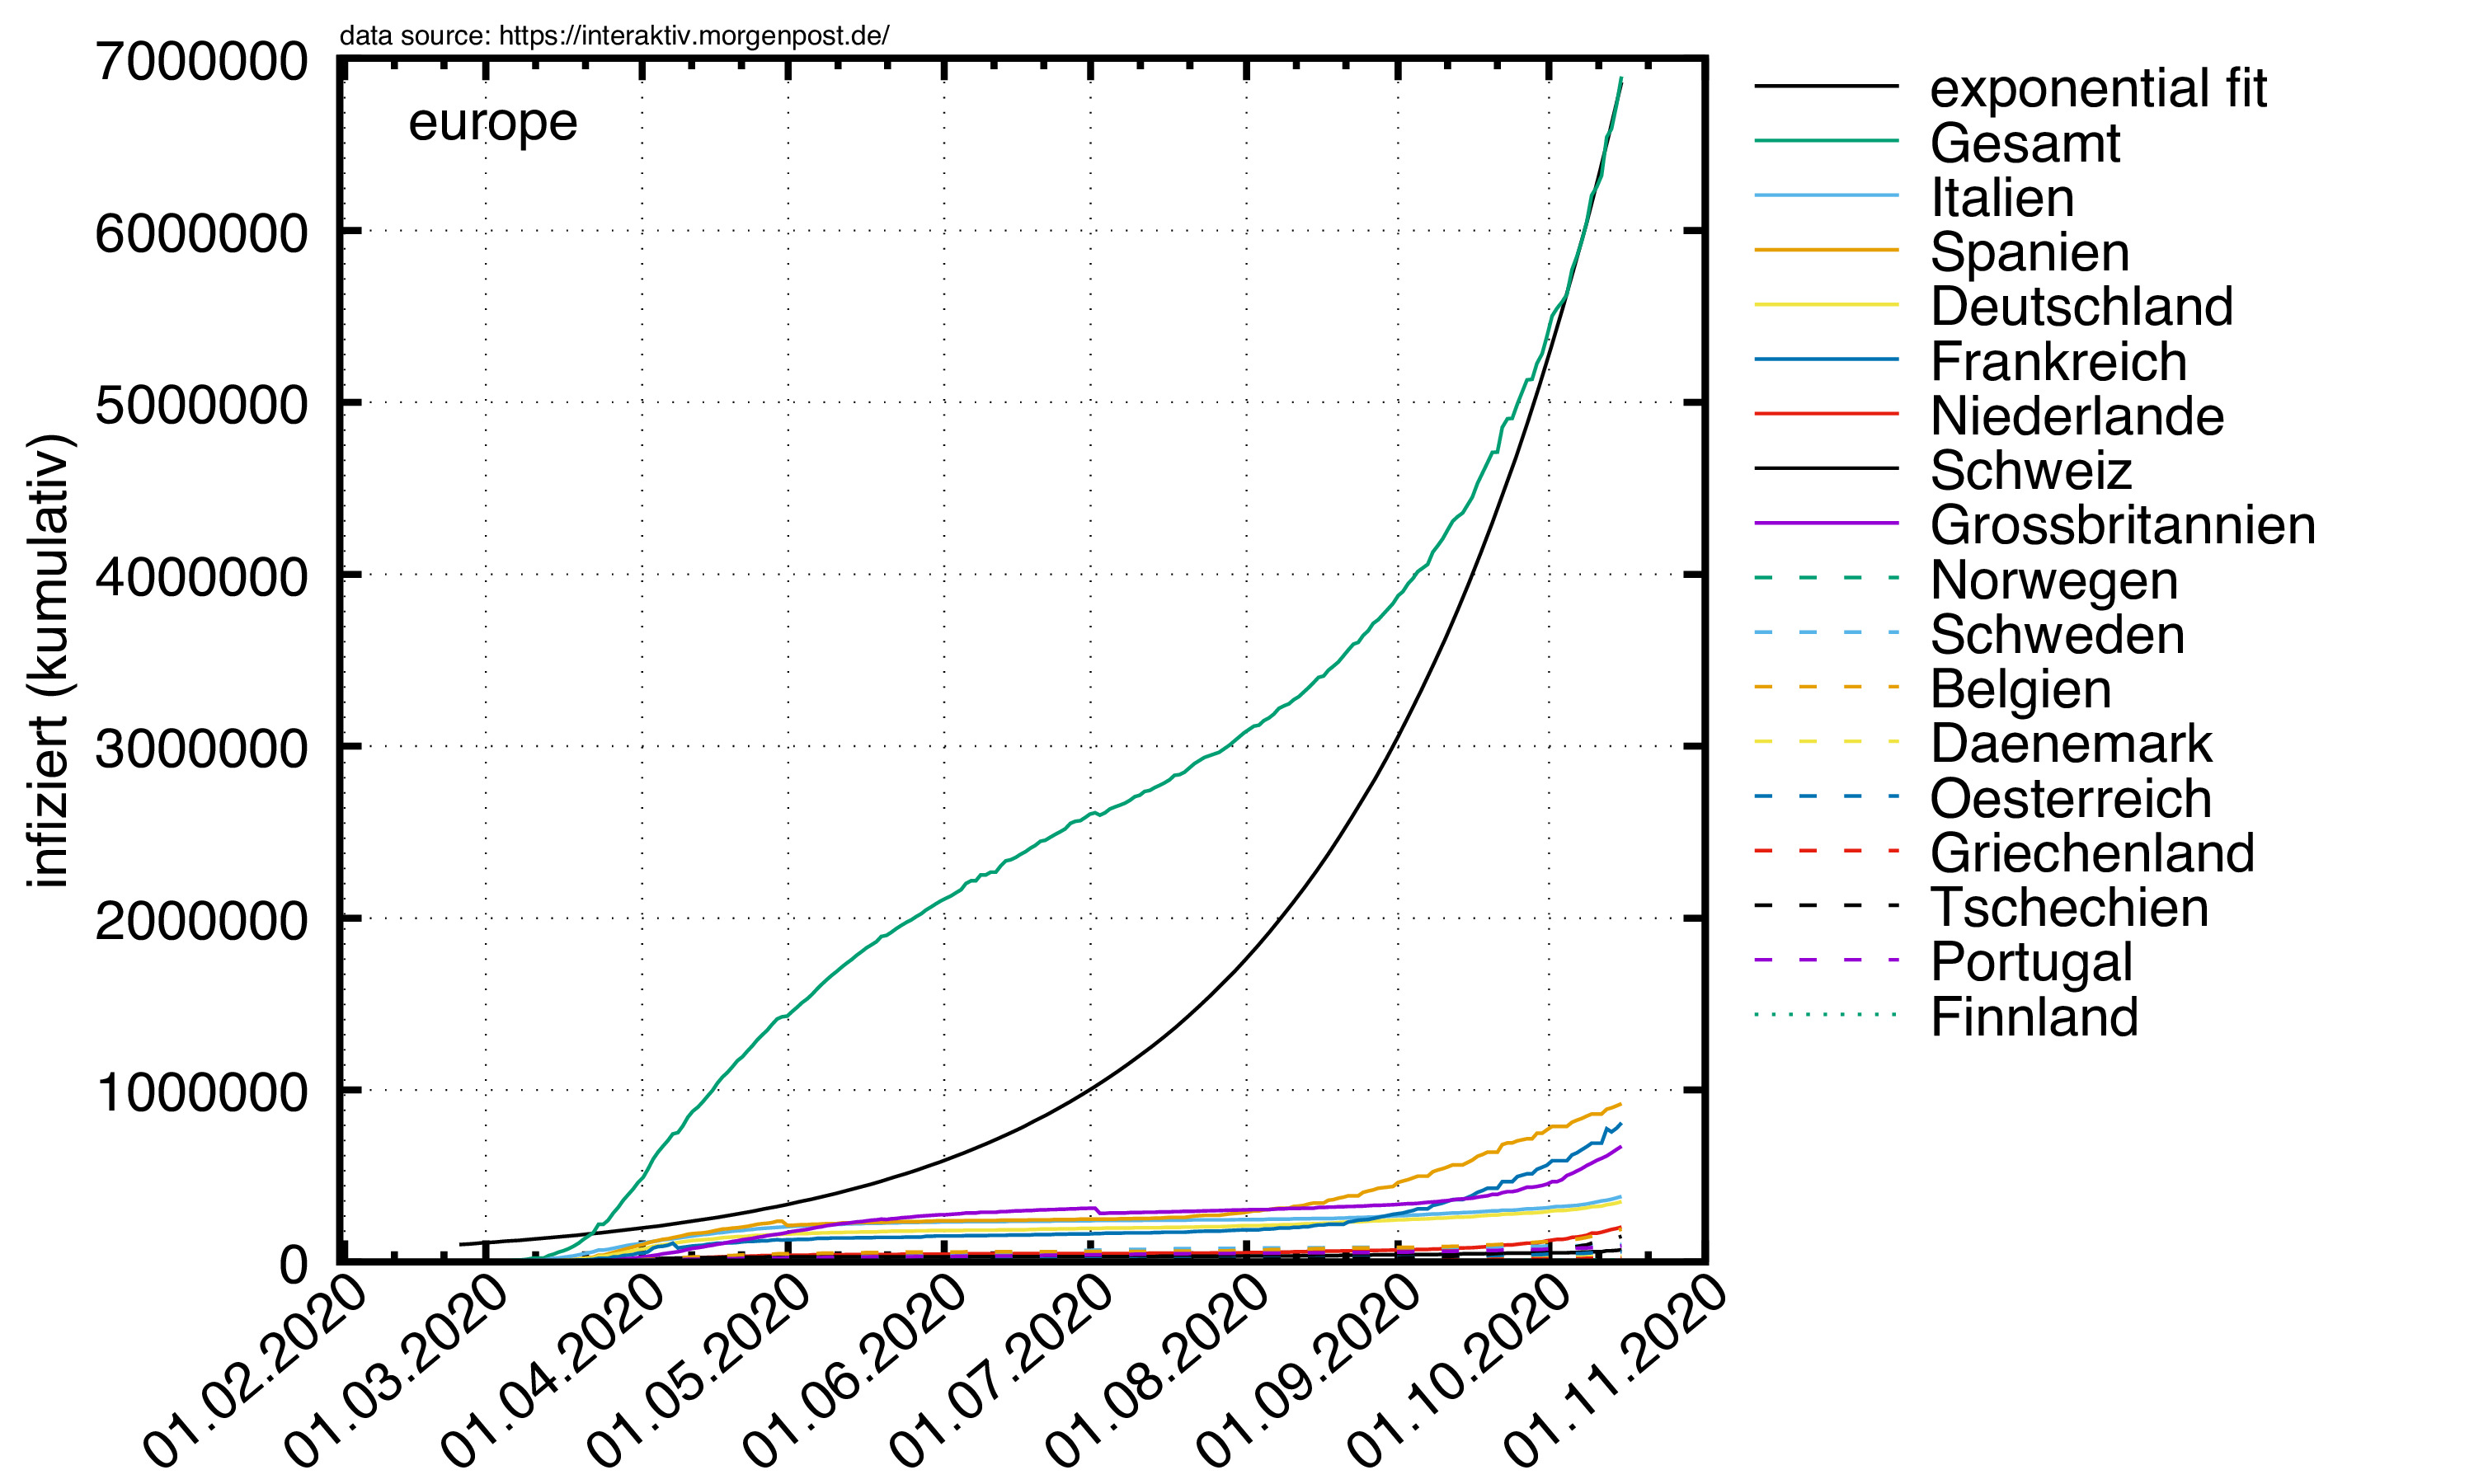 data source: https://interaktiv.morgenpost.de/
europe
infiziert (kumulativ)
7000000
6000000
5000000
4000000
3000000
2000000
1000000
0
01.02.2020
01.03.2020
01.04.2020
01.05.2020
01.06.2020
01.07.2020
01.08.2020
01.09.2020
01.10.2020
01.11.2020
exponential fit
Gesamt
Italien
Spanien
Deutschland
Frankreich
Niederlande
Schweiz
Grossbritannien
Norwegen
Schweden
Belgien
Daenemark
Oesterreich
Griechenland
Tschechien
Portugal
Finnland